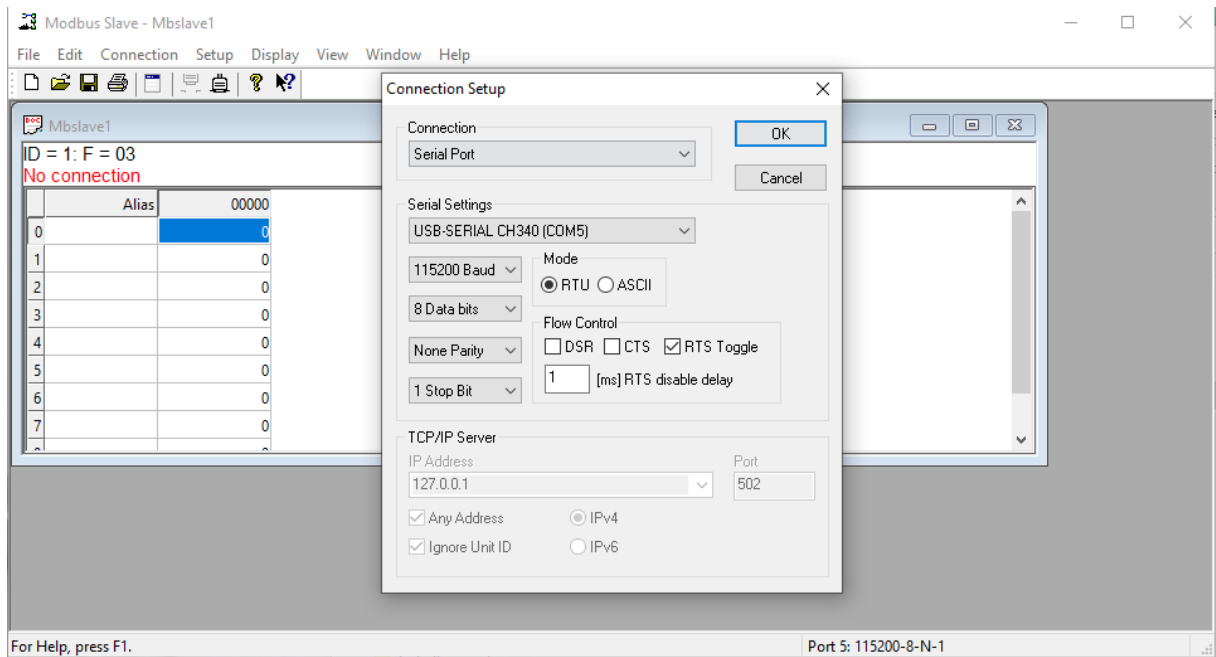 Modbus Slave - Mbslave1
File Edit Connection Setup Display View Window Help
Mbslave1
ID = 1: F = 03
No connection
Alias 00000
0 0
1 0
2 0
3 0
4 0
5 0
6 0
7 0
Connection Setup
Connection
Serial Port
OK
Cancel
Serial Settings
USB-SERIAL CH340 (COM5)
115200 Baud
8 Data bits
None Parity
1 Stop Bit
Mode
RTU ASCII
Flow Control
DSR CTS RTS Toggle
1 [ms] RTS disable delay
TCP/IP Server
IP Address Port
127.0.0.1 502
Any Address IPv4
Ignore Unit ID IPv6
For Help, press F1. Port 5: 115200-8-N-1